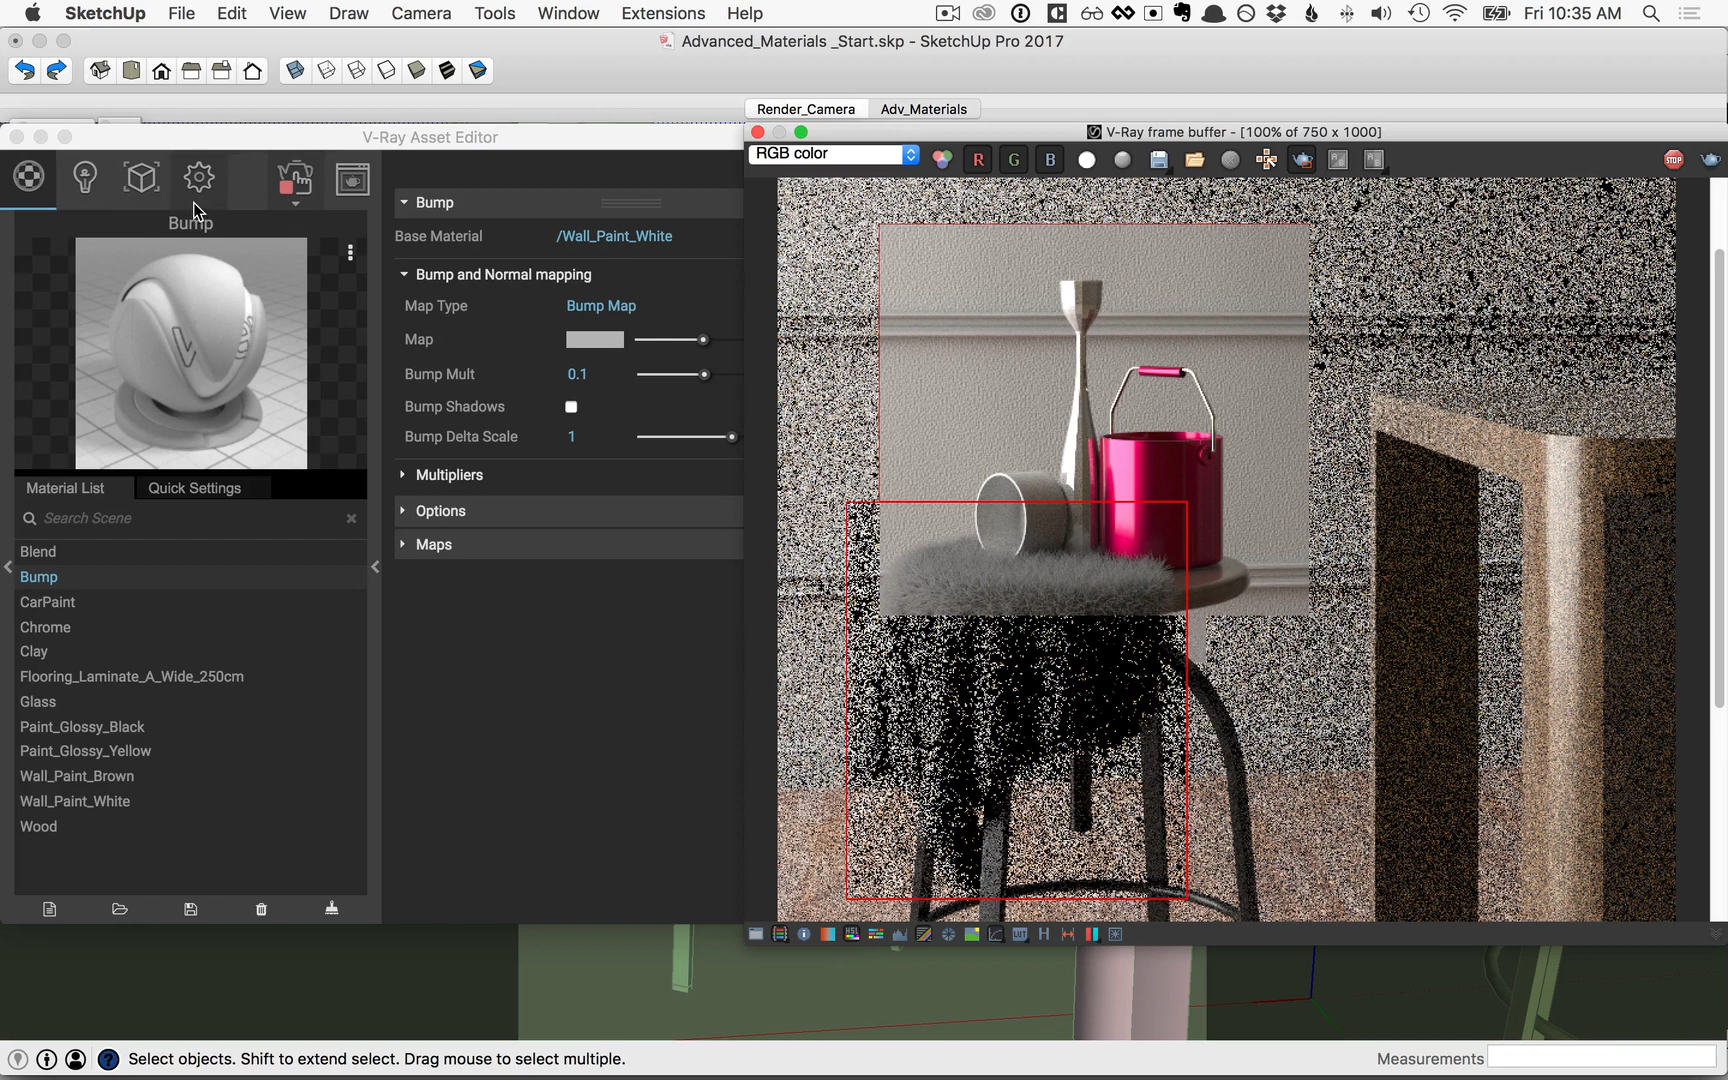 SketchUp File Edit View Draw Camera Tools Window Extensions Help Fri 10:35 AM
Advanced_Materials _Start.skp - SketchUp Pro 2017
Render_Camera Adv_Materials
V-Ray Asset Editor
V-Ray frame buffer - [100% of 750 x 1000]
RGB color R G B STOP
Bump
Bump
Base Material /Wall_Paint_White
Bump and Normal mapping
Map Type Bump Map
Map
Bump Mult 0.1
Bump Shadows
Bump Delta Scale 1
Multipliers
Options
Maps
Material List Quick Settings
Search Scene
Blend
Bump
CarPaint
Chrome
Clay
Flooring_Laminate_A_Wide_250cm
Glass
Paint_Glossy_Black
Paint_Glossy_Yellow
Wall_Paint_Brown
Wall_Paint_White
Wood
HSL LUT H
Select objects. Shift to extend select. Drag mouse to select multiple.
Measurements